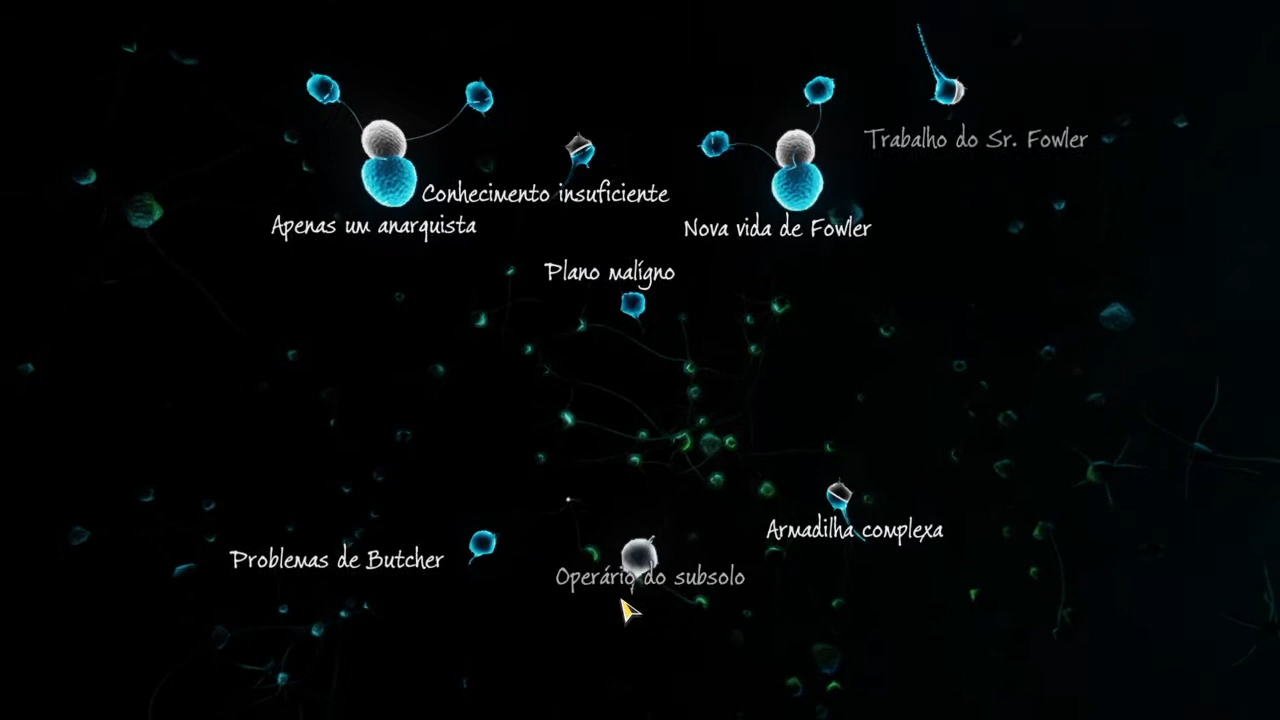 Trabalho do Sr. Fowler
Conhecimento insuficiente
Apenas um anarquista
Nova vida de Fowler
Plano malígno
Armadilha complexa
Problemas de Butcher
Operário do subsolo